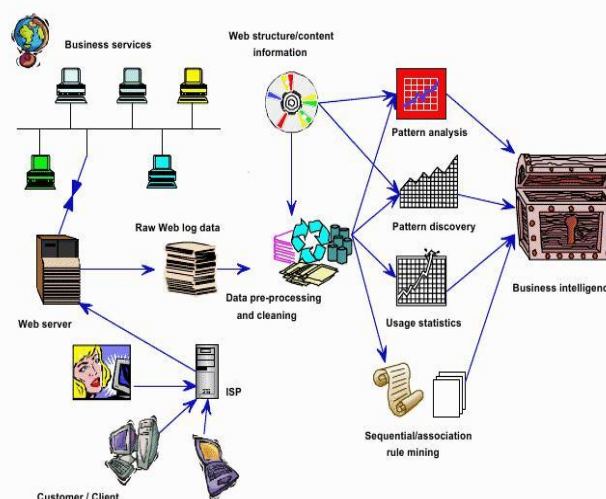 Business services
Web structure/content
information
Pattern analysis
Raw Web log data
Pattern discovery
Data pre-processing
and cleaning
Business intelligenc
Web server
Usage statistics
ISP
Sequential/association
rule mining
Customer / Client